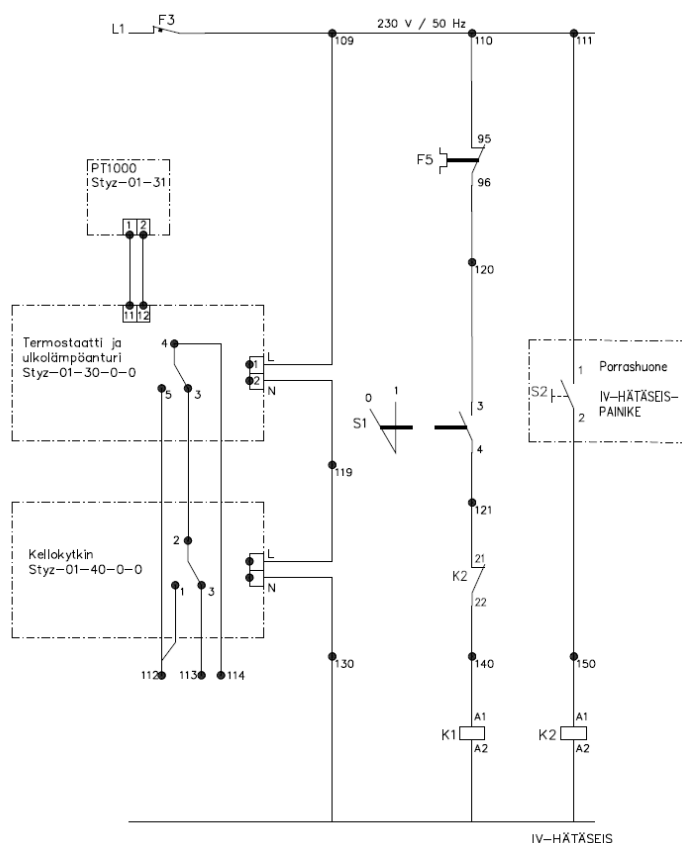 L1
F3
230 V / 50 Hz
109
110
111
95
F5
96
PT1000
Styz-01-31
1 2
120
11 12
Termostaatti ja
ulkolämpöanturi
Styz-01-30-0-0
4
5
3
L
1
2
N
0
1
S1
3
4
1
Porrashuone
S2
IV-HÄTÄSEIS-
PAINIKE
2
119
121
Kellokytkin
Styz-01-40-0-0
2
1
3
L
N
K2
21
22
112
113
114
130
140
150
K1
A1
A2
K2
A1
A2
IV-HÄTÄSEIS